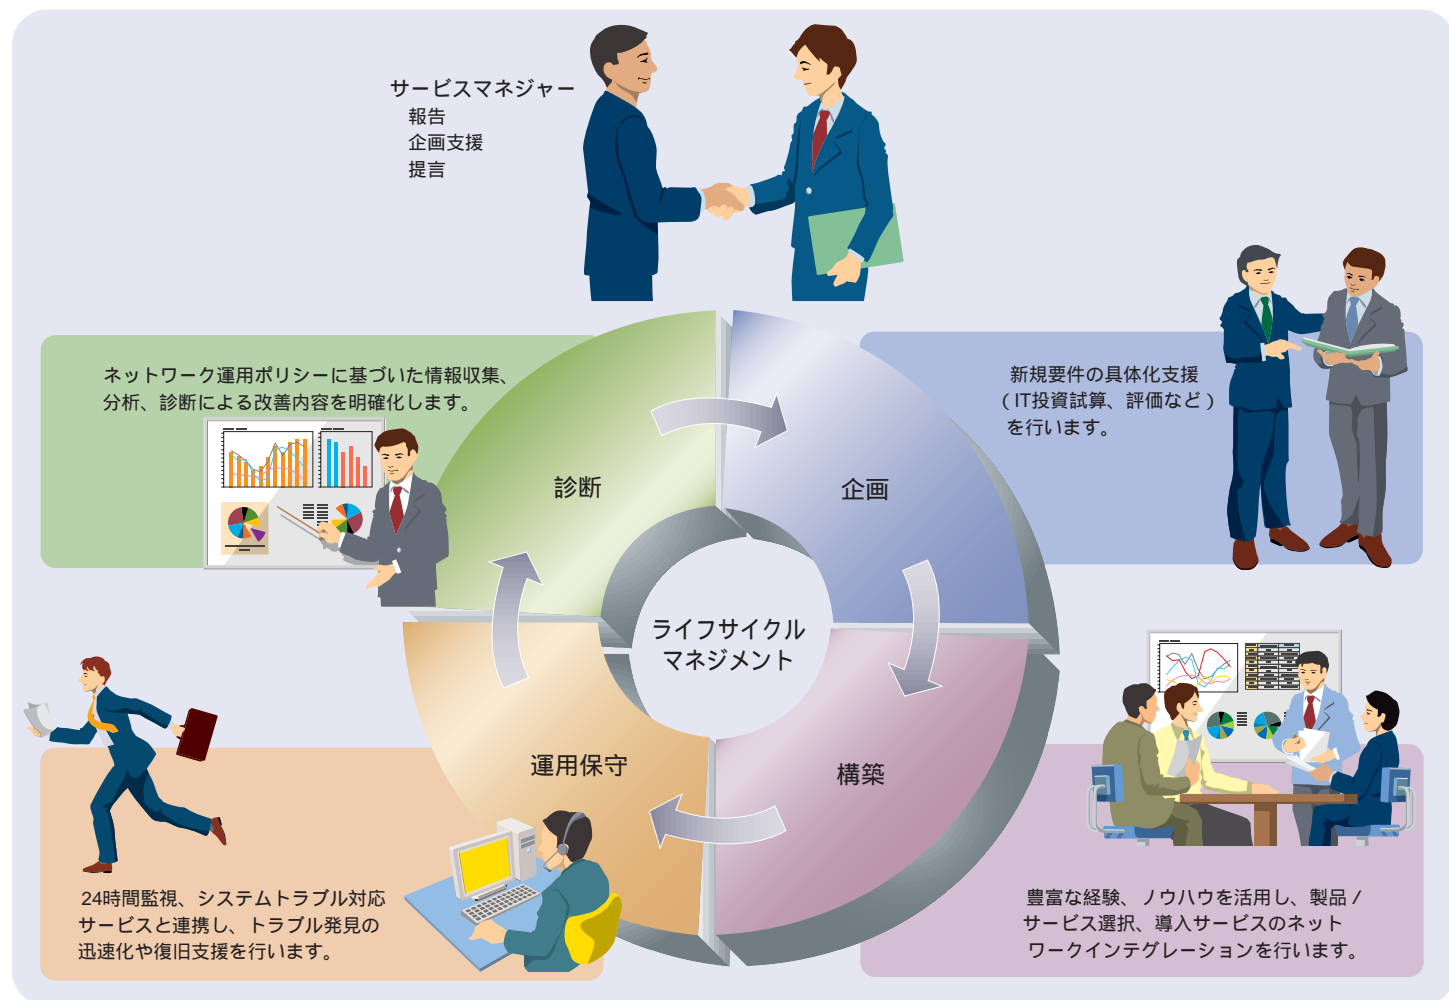 サービスマネジャー
報告
企画支援
提言
ネットワーク運用ポリシーに基づいた情報収集、
分析、診断による改善内容を明確化します。
新規要件の具体化支援
(IT投資試算、評価など)
を行います。
診断
企画
ライフサイクル
マネジメント
運用保守
構築
24時間監視、システムトラブル対応
サービスと連携し、トラブル発見の
迅速化や復旧支援を行います。
豊富な経験、ノウハウを活用し、製品/
サービス選択、導入サービスのネット
ワークインテグレーションを行います。